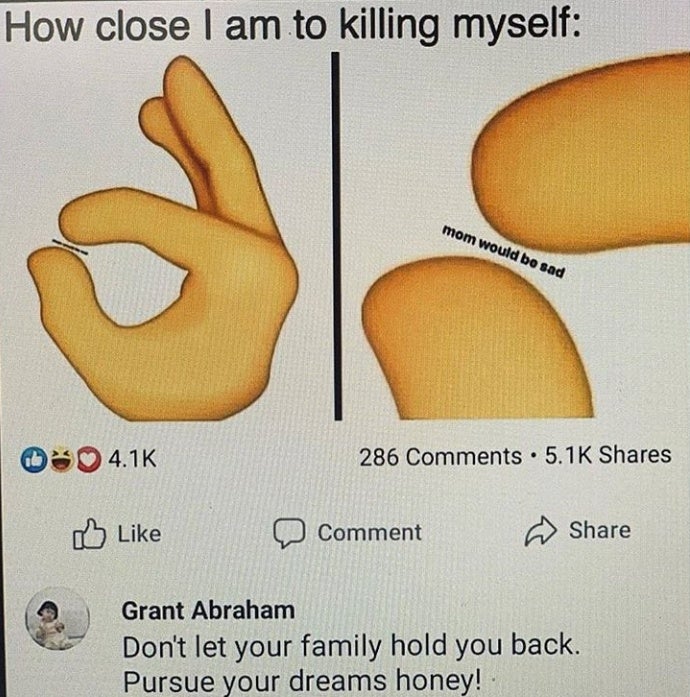 How close I am to killing myself:
mom would be sad
4.1K
286 Comments • 5.1K Shares
Like
Comment
Share
Grant Abraham
Don't let your family hold you back.
Pursue your dreams honey!